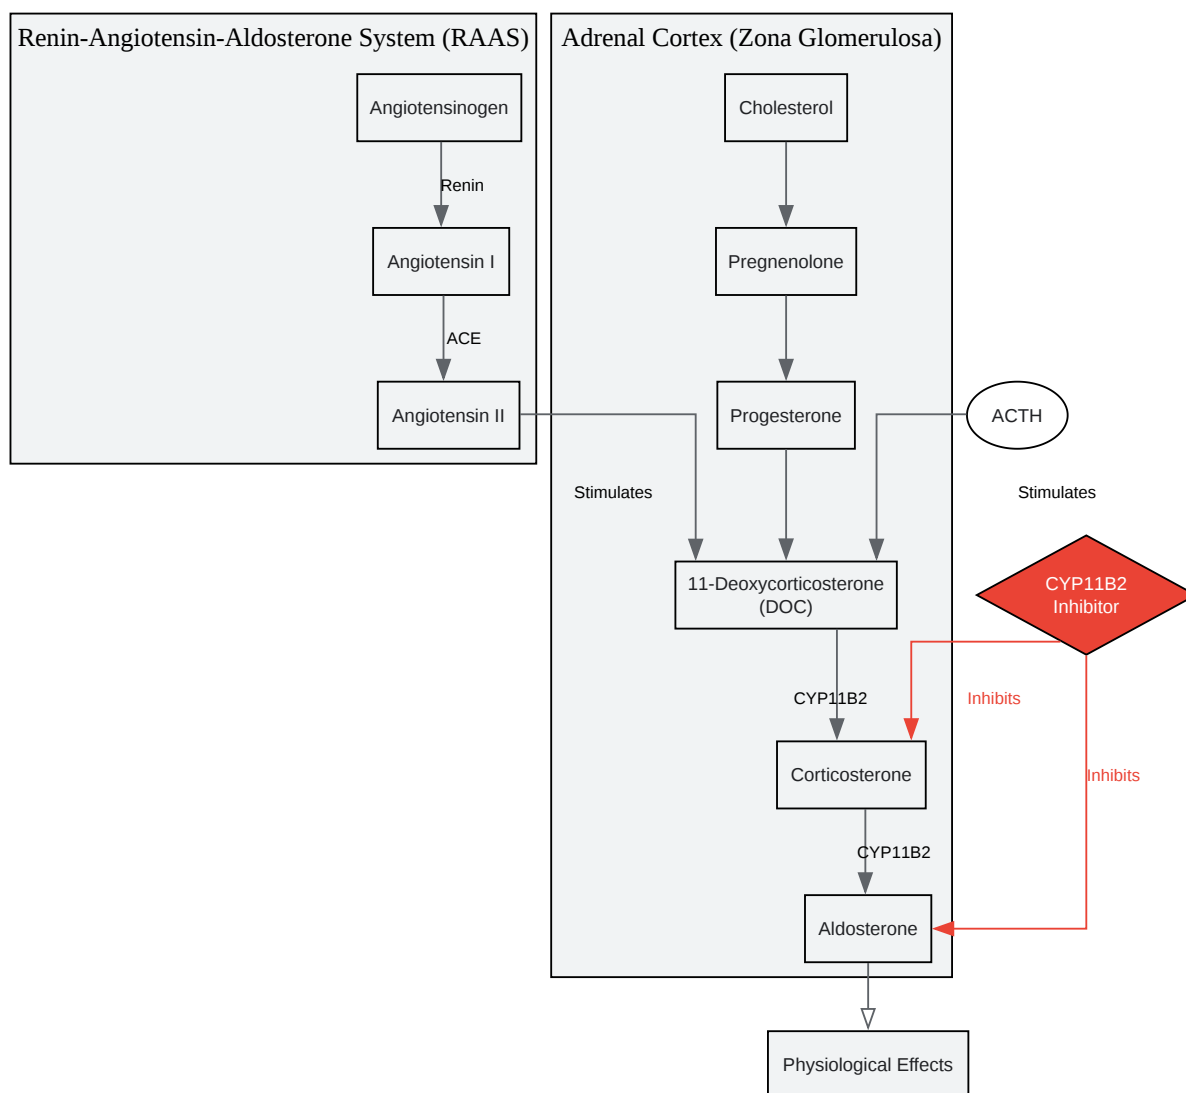 Renin-Angiotensin-Aldosterone System (RAAS)
Adrenal Cortex (Zona Glomerulosa)
Angiotensinogen
Cholesterol
Renin
Angiotensin I
Pregnenolone
ACE
Angiotensin II
Progesterone
ACTH
Stimulates
Stimulates
11-Deoxycorticosterone
(DOC)
CYP11B2
Inhibitor
CYP11B2
Inhibits
Corticosterone
Inhibits
CYP11B2
Aldosterone
Physiological Effects